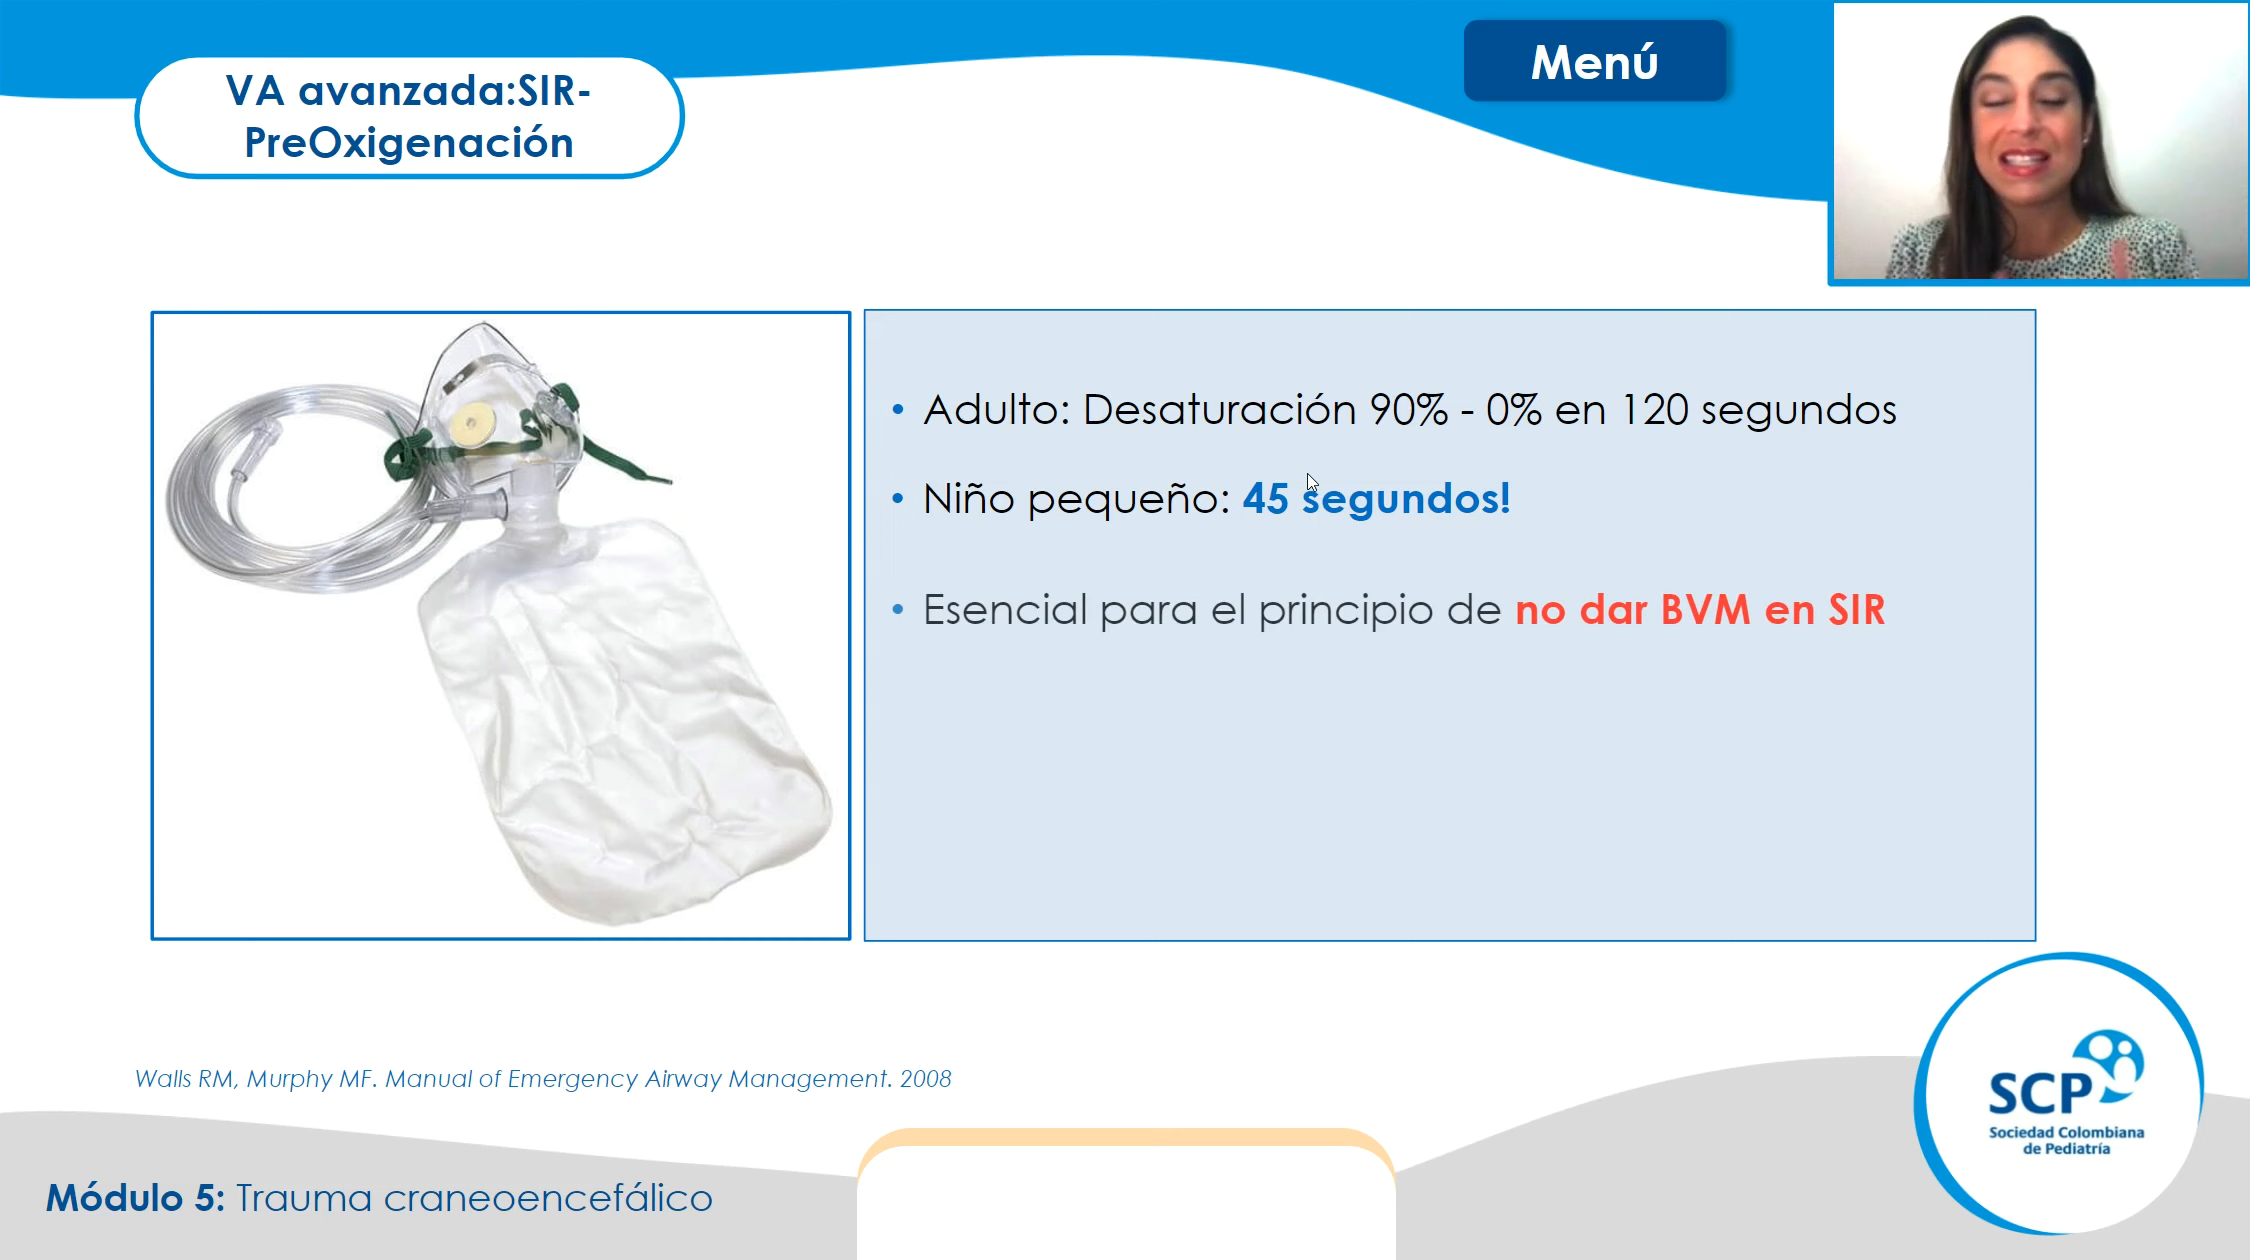 VA avanzada:SIR-
PreOxigenación
Menú
• Adulto: Desaturación 90% - 0% en 120 segundos
• Niño pequeño: 45 segundos!
• Esencial para el principio de no dar BVM en SIR
Walls RM, Murphy MF. Manual of Emergency Airway Management. 2008
Módulo 5: Trauma craneoencefálico
SCP
Sociedad Colombiana
de Pediatría